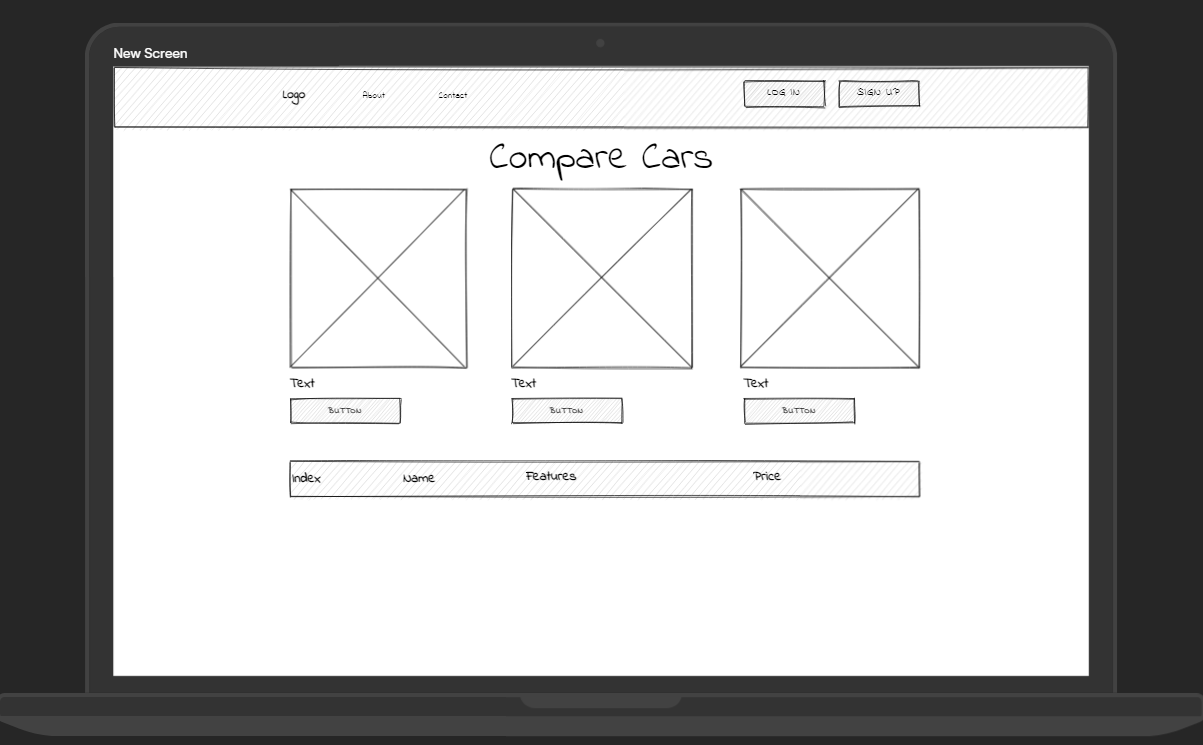 New Screen
Logo About Contact LOG IN SIGN UP
Compare Cars
Text Text Text
BUTTON BUTTON BUTTON
Index Name Features Price